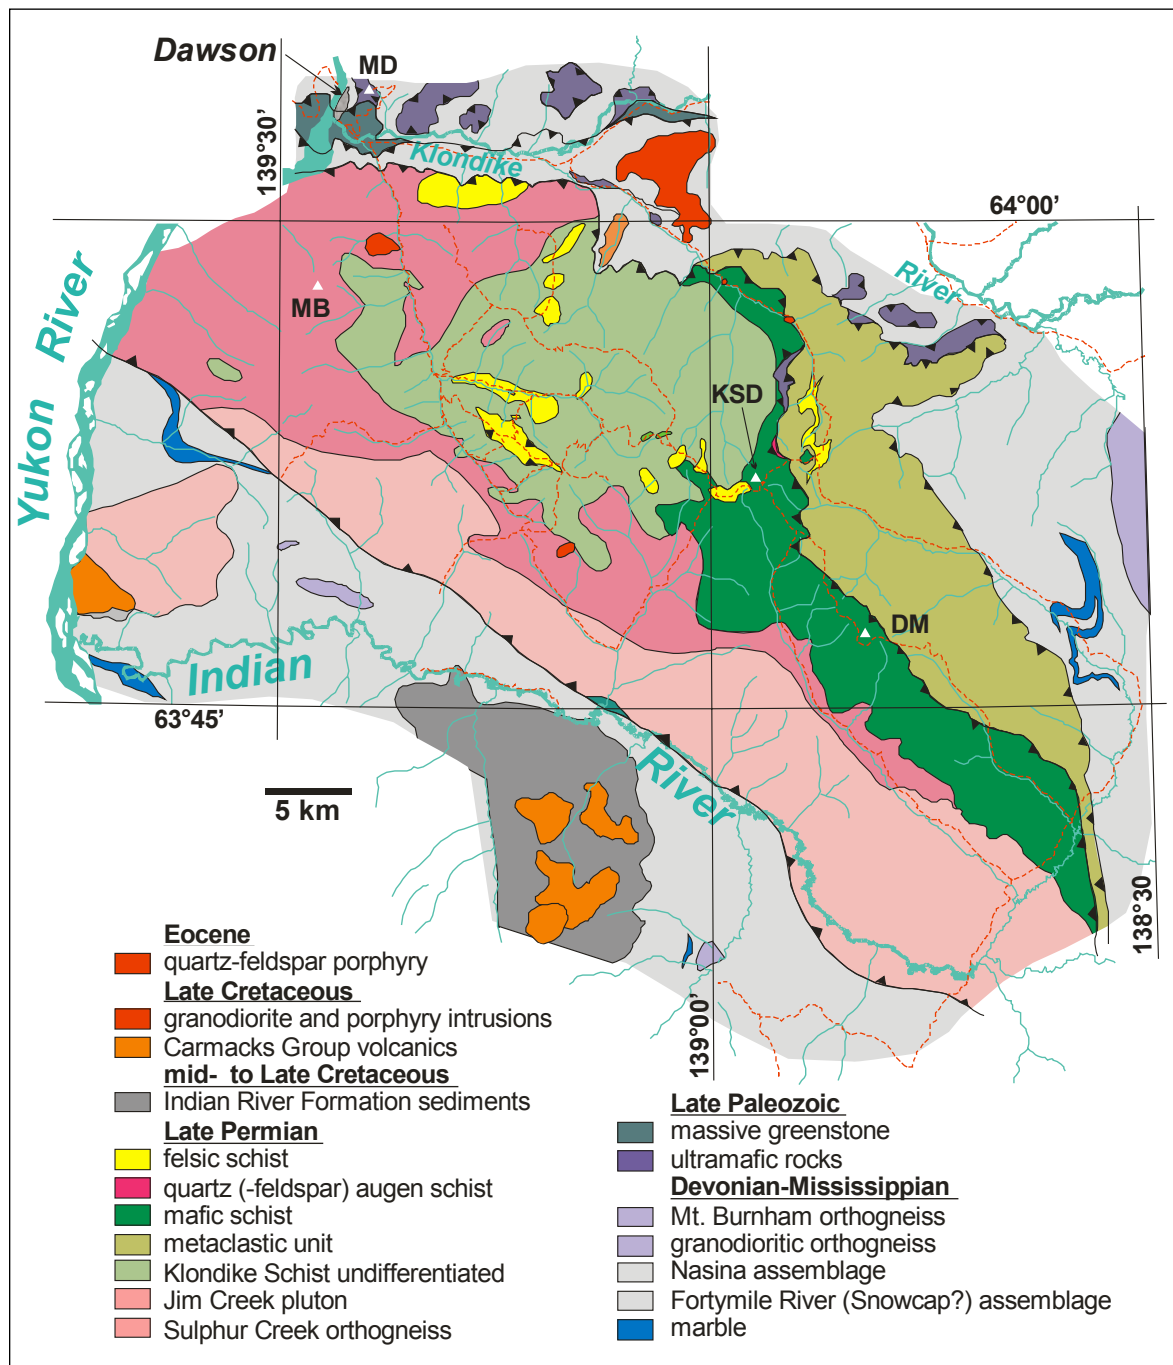 Dawson
MD
139°30'
Klondike
64°00'
River
MB
Yukon River
KSD
DM
Indian
63°45'
River
5 km
138°30'
139°00'
Eocene
quartz-feldspar porphyry
Late Cretaceous
granodiorite and porphyry intrusions
Carmacks Group volcanics
mid- to Late Cretaceous
Indian River Formation sediments
Late Permian
felsic schist
quartz (-feldspar) augen schist
mafic schist
metaclastic unit
Klondike Schist undifferentiated
Jim Creek pluton
Sulphur Creek orthogneiss
Late Paleozoic
massive greenstone
ultramafic rocks
Devonian-Mississippian
Mt. Burnham orthogneiss
granodioritic orthogneiss
Nasina assemblage
Fortymile River (Snowcap?) assemblage
marble